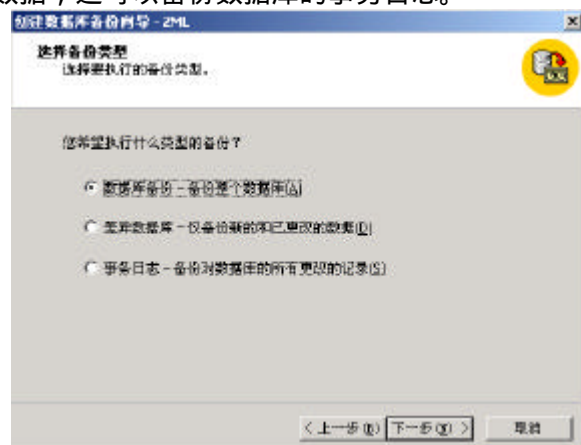 数据，还可以备份数据库的事务日志。
创建数据库备份向导 - ZML
选择备份类型
选择要执行的备份类型。
您希望执行什么类型的备份？
数据库备份 - 备份整个数据库(A)
差异数据库 - 仅备份新的和已更改的数据(D)
事务日志 - 备份对数据库的所有更改的记录(S)
< 上一步(B)
下一步(N) >
取消